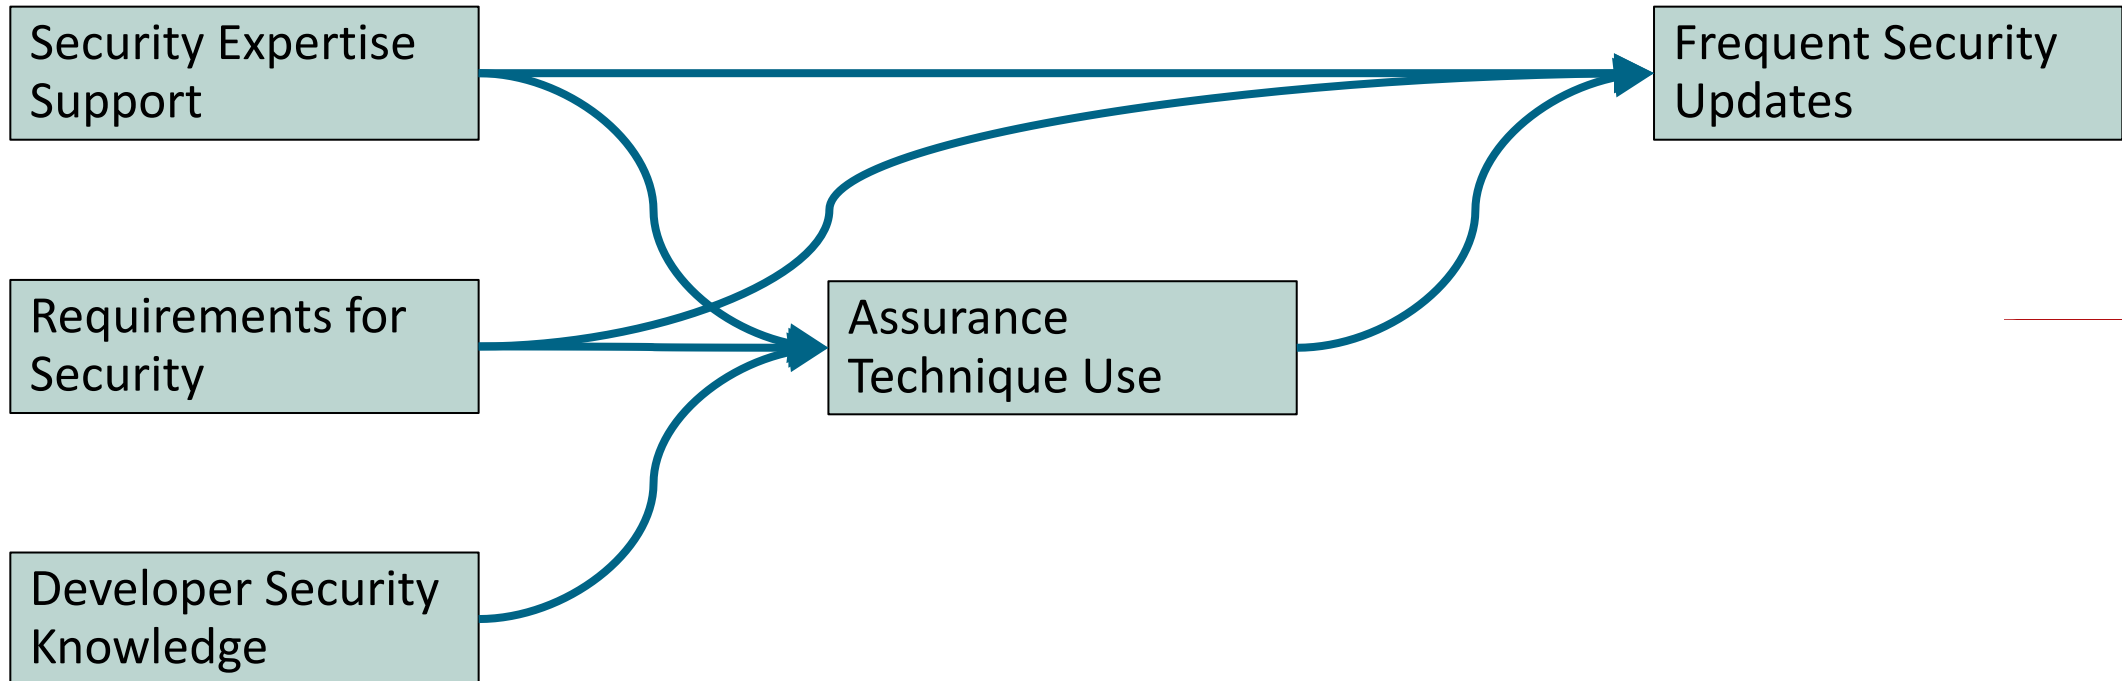 Security Expertise
Support
Frequent Security
Updates
Requirements for
Security
Assurance
Technique Use
Developer Security
Knowledge